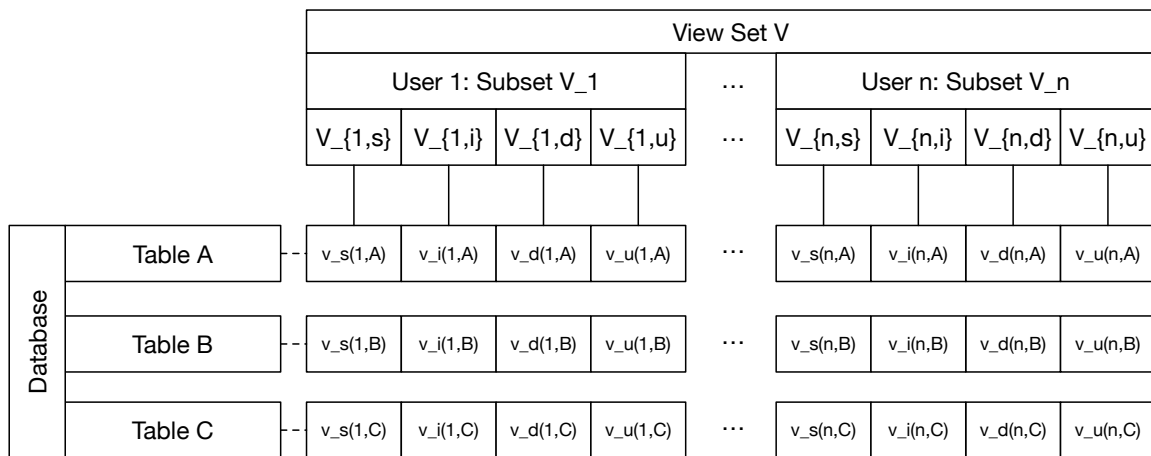 View Set V
User 1: Subset V_1 ... User n: Subset V_n
V_{1,s} V_{1,i} V_{1,d} V_{1,u} ... V_{n,s} V_{n,i} V_{n,d} V_{n,u}
Database
Table A v_s(1,A) v_i(1,A) v_d(1,A) v_u(1,A) ... v_s(n,A) v_i(n,A) v_d(n,A) v_u(n,A)
Table B v_s(1,B) v_i(1,B) v_d(1,B) v_u(1,B) ... v_s(n,B) v_i(n,B) v_d(n,B) v_u(n,B)
Table C v_s(1,C) v_i(1,C) v_d(1,C) v_u(1,C) ... v_s(n,C) v_i(n,C) v_d(n,C) v_u(n,C)